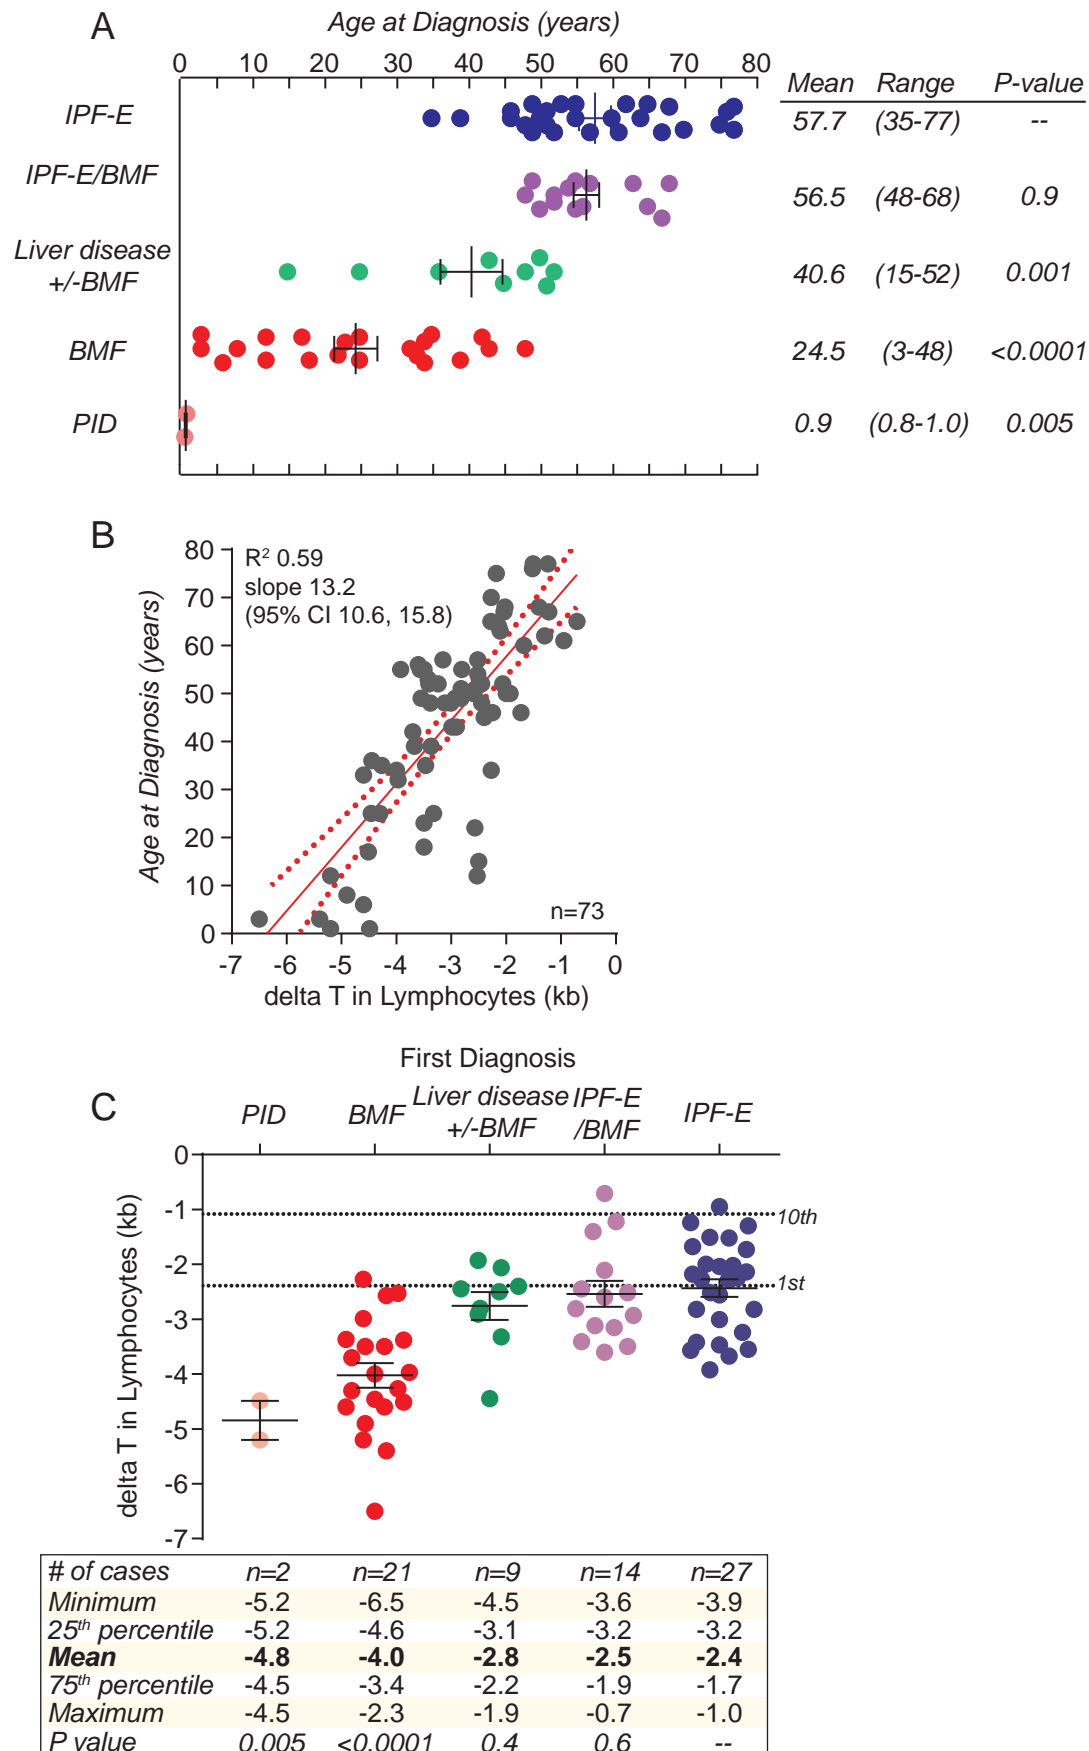 A
Age at Diagnosis (years)
0 10 20 30 40 50 60 70 80
Mean Range P-value
IPF-E 57.7 (35-77) --
IPF-E/BMF 56.5 (48-68) 0.9
Liver disease
+/-BMF 40.6 (15-52) 0.001
BMF 24.5 (3-48) <0.0001
PID 0.9 (0.8-1.0) 0.005
B
R² 0.59
slope 13.2
(95% CI 10.6, 15.8)
Age at Diagnosis (years)
80
70
60
50
40
30
20
10
0
n=73
-7 -6 -5 -4 -3 -2 -1 0
delta T in Lymphocytes (kb)
First Diagnosis
C
PID BMF Liver disease +/-BMF IPF-E /BMF IPF-E
delta T in Lymphocytes (kb)
0
-1
-2
-3
-4
-5
-6
-7
10th
1st
# of cases n=2 n=21 n=9 n=14 n=27
Minimum -5.2 -6.5 -4.5 -3.6 -3.9
25th percentile -5.2 -4.6 -3.1 -3.2 -3.2
Mean -4.8 -4.0 -2.8 -2.5 -2.4
75th percentile -4.5 -3.4 -2.2 -1.9 -1.7
Maximum -4.5 -2.3 -1.9 -0.7 -1.0
P value 0.005 <0.0001 0.4 0.6 --